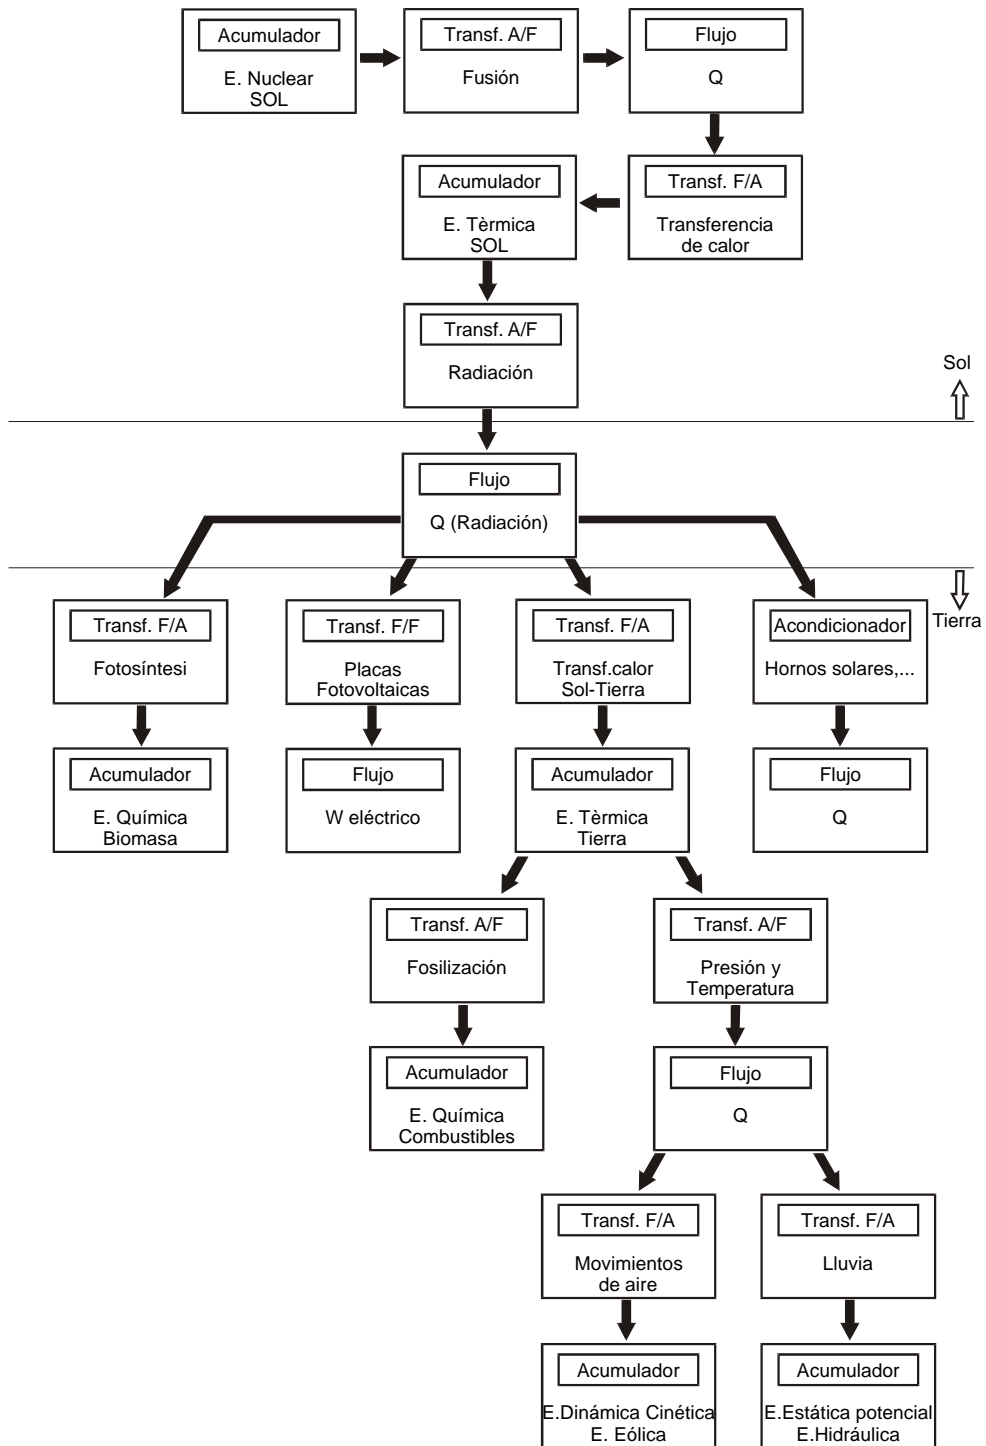 Acumulador
E. Nuclear
SOL
Transf. A/F
Fusión
Flujo
Q
Acumulador
E. Tèrmica
SOL
Transf. F/A
Transferencia
de calor
Transf. A/F
Radiación
Sol
Flujo
Q (Radiación)
Tierra
Transf. F/A
Fotosíntesi
Transf. F/F
Placas
Fotovoltaicas
Transf. F/A
Transf.calor
Sol-Tierra
Acondicionador
Hornos solares,...
Acumulador
E. Química
Biomasa
Flujo
W eléctrico
Acumulador
E. Tèrmica
Tierra
Flujo
Q
Transf. A/F
Fosilización
Transf. A/F
Presión y
Temperatura
Acumulador
E. Química
Combustibles
Flujo
Q
Transf. F/A
Movimientos
de aire
Transf. F/A
Lluvia
Acumulador
E.Dinámica Cinética
E. Eólica
Acumulador
E.Estática potencial
E.Hidráulica